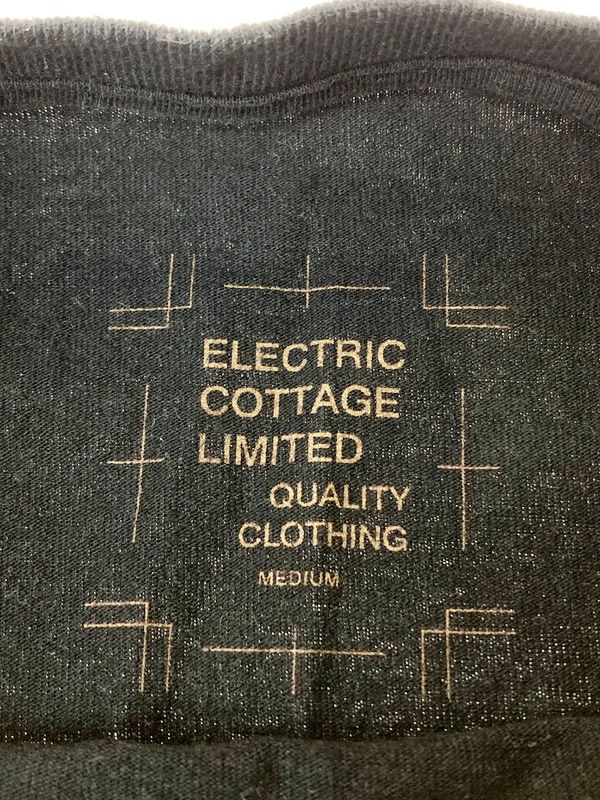 ELECTRIC
COTTAGE
LIMITED
QUALITY
CLOTHING
MEDIUM